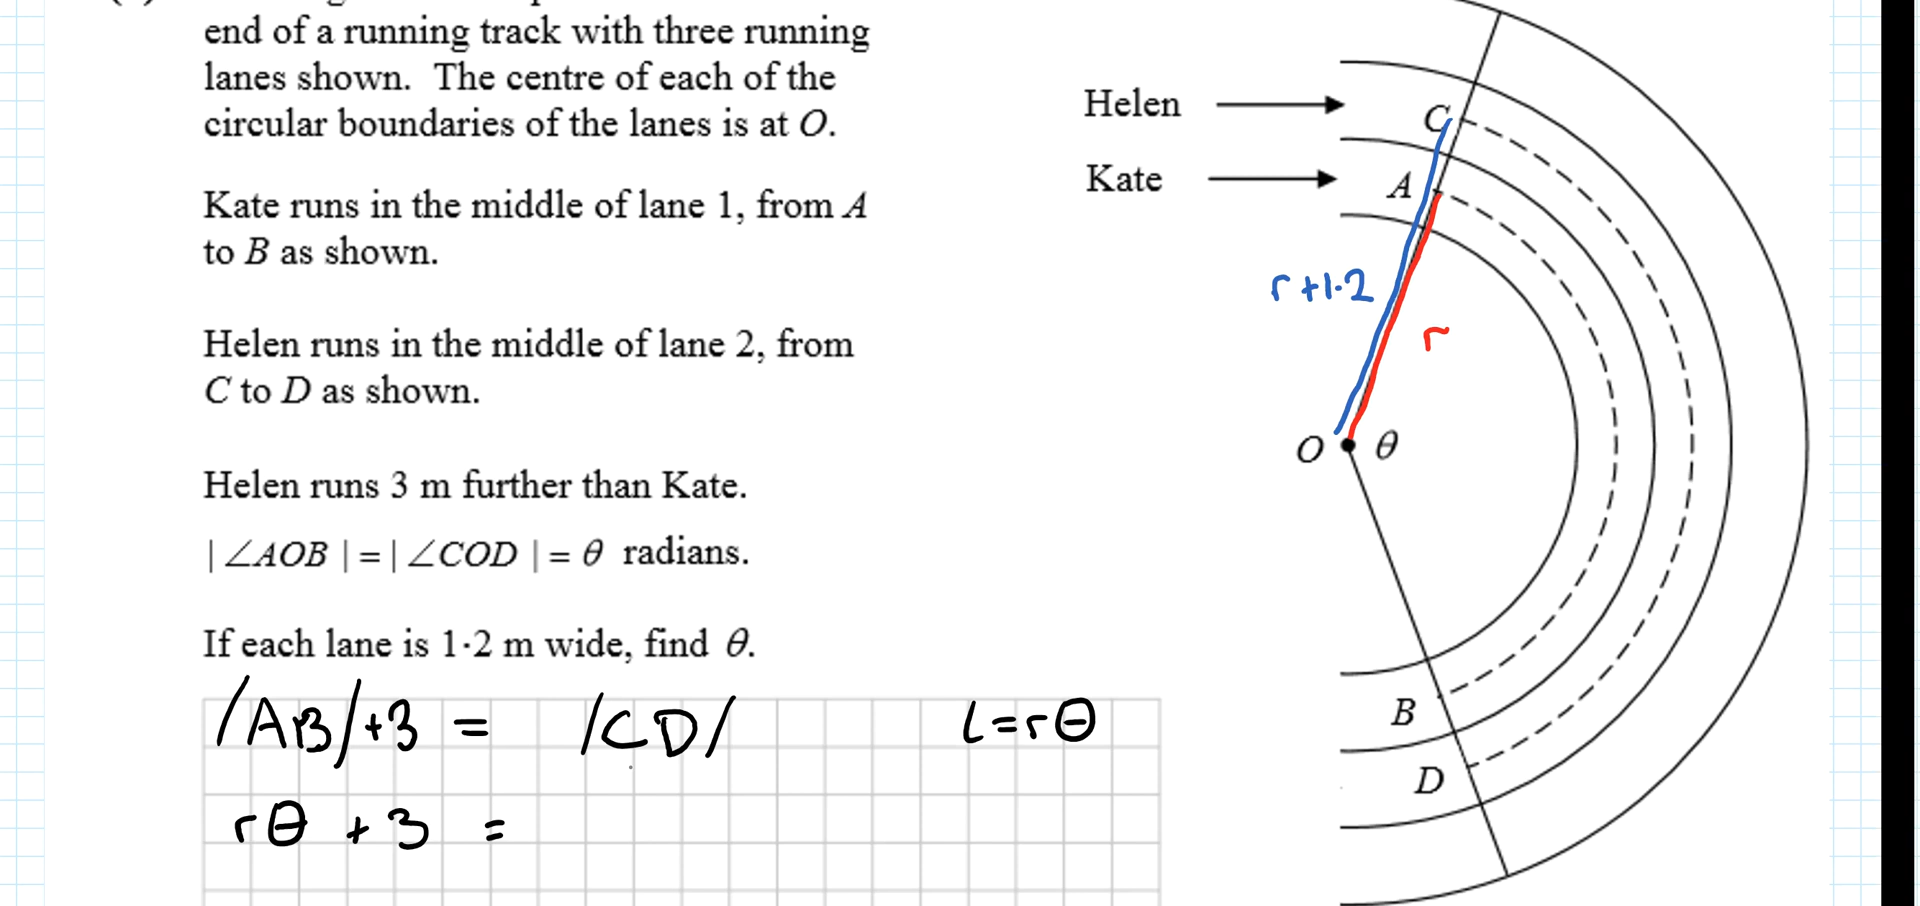 end of a running track with three running
lanes shown. The centre of each of the
circular boundaries of the lanes is at O.
Kate runs in the middle of lane 1, from A
to B as shown.
Helen runs in the middle of lane 2, from
C to D as shown.
Helen runs 3 m further than Kate.
|∠AOB| = |∠COD| = θ radians.
If each lane is 1·2 m wide, find θ.
/AB/+3 = /CD/
l=rθ
rθ + 3 =
Helen
Kate
C
A
r+1·2
r
O
θ
B
D